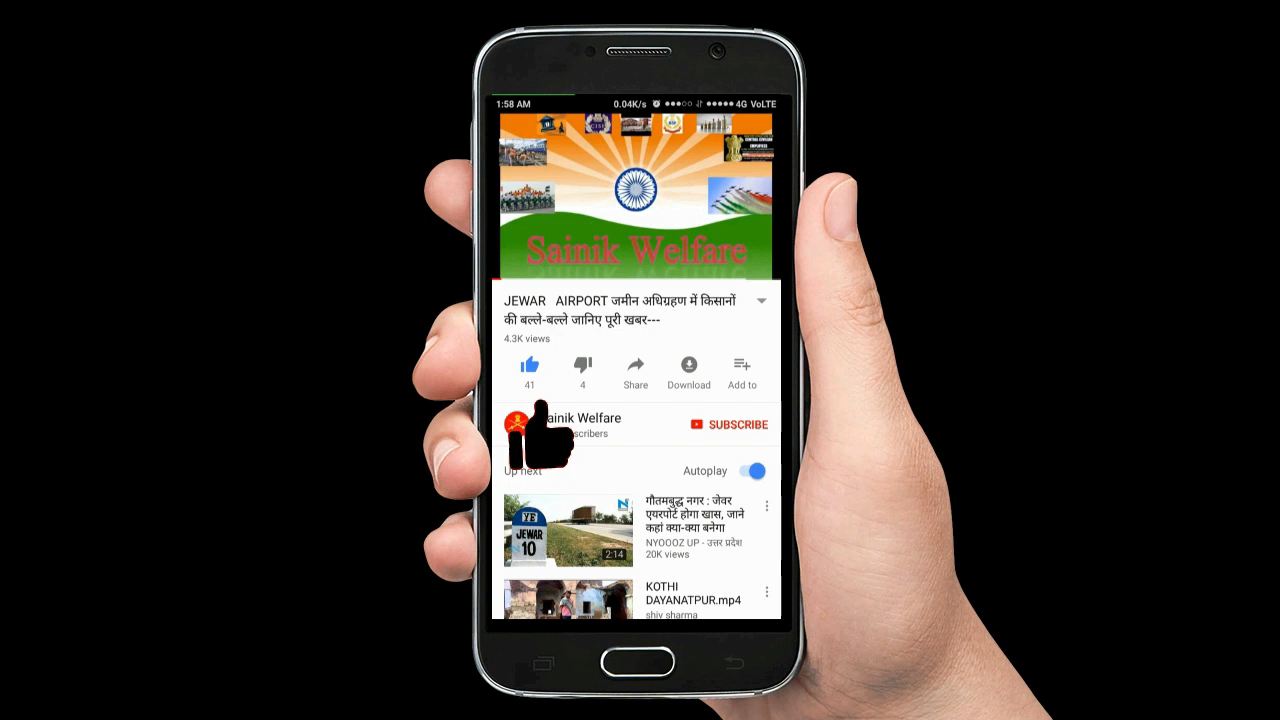 1:58 AM 0.04K/s 4G VoLTE
CISF
Sainik Welfare
JEWAR AIRPORT जमीन अधिग्रहण में किसानों
की बल्ले-बल्ले जानिए पूरी खबर---
4.3K views
41 4 Share Download Add to
ainik Welfare
SUBSCRIBE
scribers
Up next Autoplay
गौतमबुद्ध नगर : जेवर
एयरपोर्ट होगा खास, जाने
कहां क्या-क्या बनेगा
NYOOOZ UP - उत्तर प्रदेश
20K views
YE
JEWAR
10
2:14
KOTHI
DAYANATPUR.mp4
shiv sharma